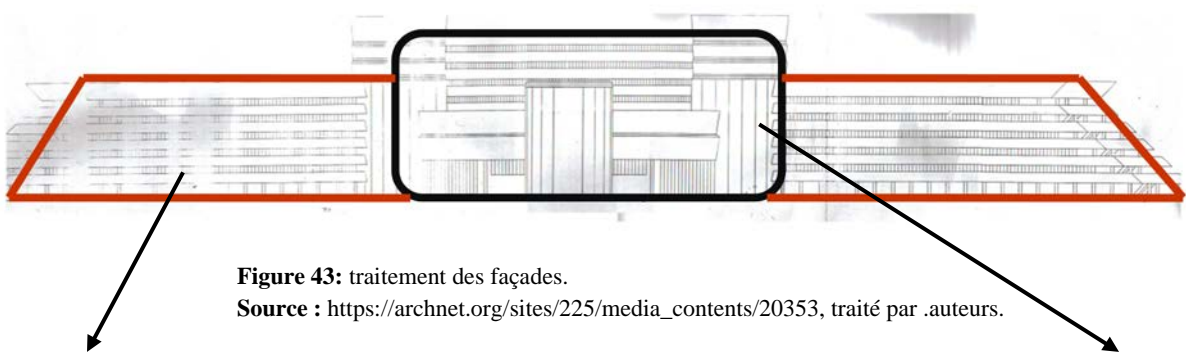 Figure 43: traitement des façades.
Source : https://archnet.org/sites/225/media_contents/20353, traité par .auteurs.